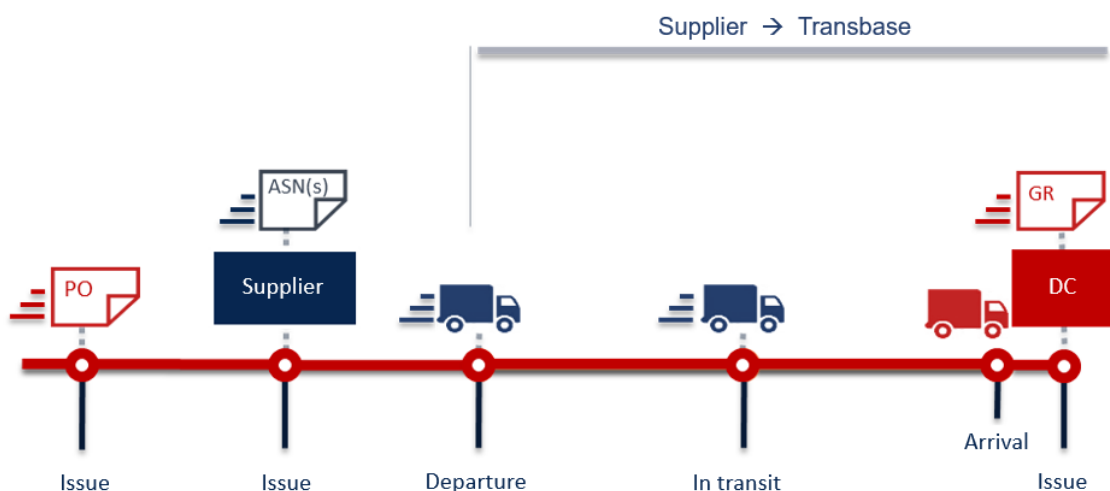 Supplier → Transbase
ASN(s)
GR
PO
Supplier
DC
Arrival
Issue
Issue
Departure
In transit
Issue